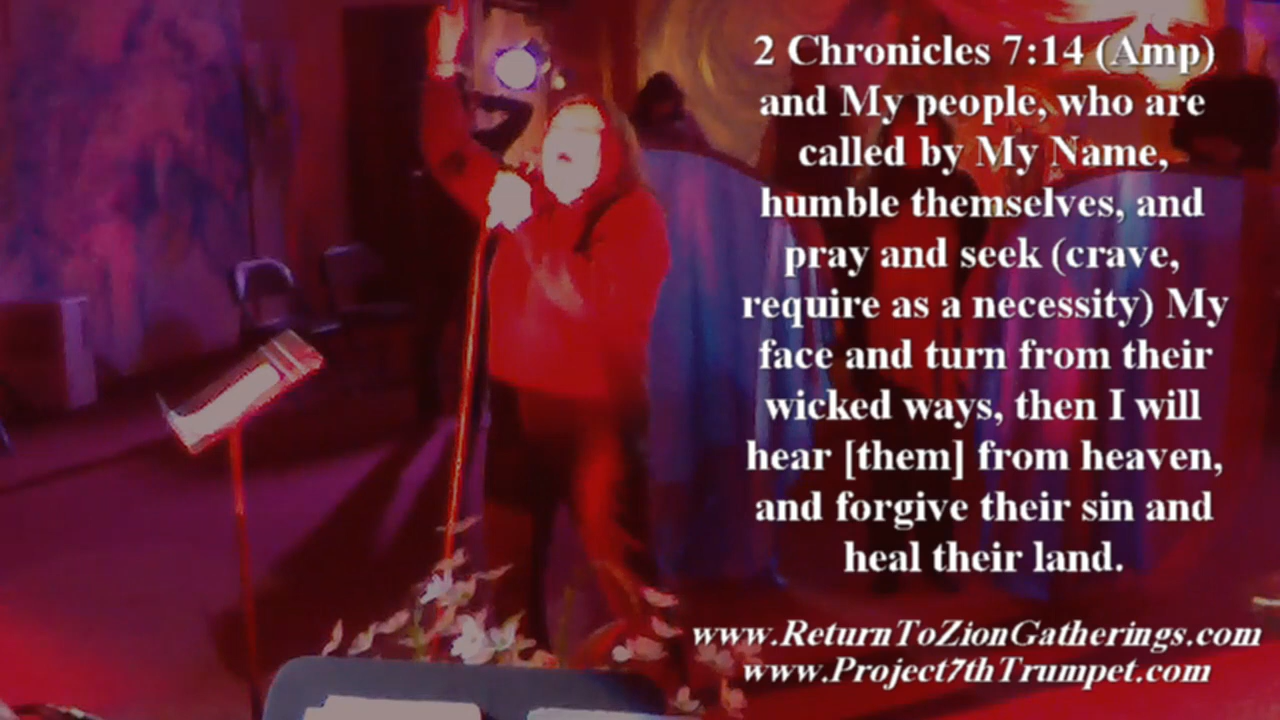 2 Chronicles 7:14 (Amp)
and My people, who are
called by My Name,
humble themselves, and
pray and seek (crave,
require as a necessity) My
face and turn from their
wicked ways, then I will
hear [them] from heaven,
and forgive their sin and
heal their land.
www.ReturnToZionGatherings.com
www.Project7thTrumpet.com